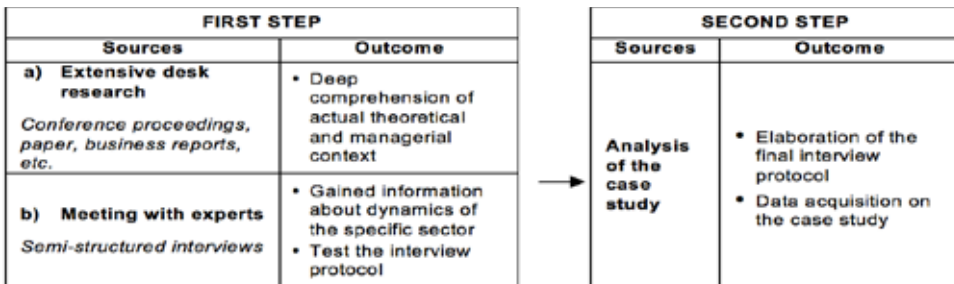 FIRST STEP
Sources
Outcome
a) Extensive desk
research
Conference proceedings,
paper, business reports,
etc.
• Deep
comprehension of
actual theoretical
and managerial
context
b) Meeting with experts
Semi-structured interviews
• Gained information
about dynamics of
the specific sector
• Test the interview
protocol
SECOND STEP
Sources
Outcome
Analysis
of the
case
study
• Elaboration of the
final interview
protocol
• Data acquisition on
the case study